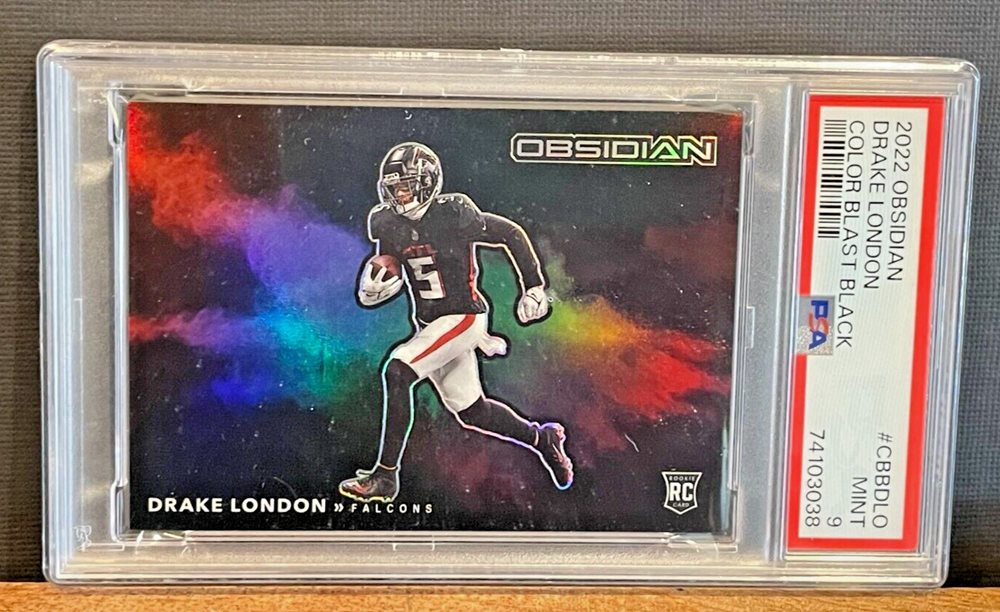 OBSIDIAN
5
5
DRAKE LONDON » FALCONS
ROOKIE
RC
CARD
2022 OBSIDIAN
DRAKE LONDON
COLOR BLAST BLACK
PSA
#CBBDLO
MINT
9
74103038